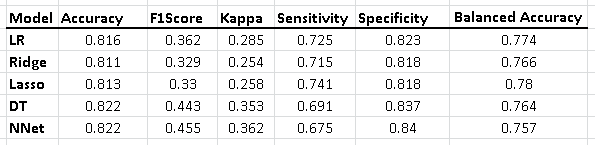 Model Accuracy F1Score Kappa Sensitivity Specificity Balanced Accuracy
LR 0.816 0.362 0.285 0.725 0.823 0.774
Ridge 0.811 0.329 0.254 0.715 0.818 0.766
Lasso 0.813 0.33 0.258 0.741 0.818 0.78
DT 0.822 0.443 0.353 0.691 0.837 0.764
NNet 0.822 0.455 0.362 0.675 0.84 0.757